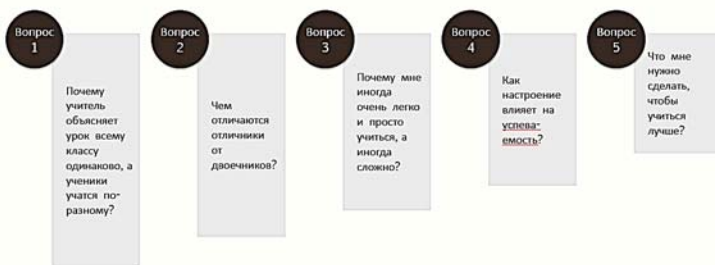 Вопрос
1
Почему
учитель
объясняет
урок всему
классу
одинаково, а
ученики
учатся по-
разному?
Вопрос
2
Чем
отличаются
отличники
от
двоечников?
Вопрос
3
Почему мне
иногда
очень легко
и просто
учиться, а
иногда
сложно?
Вопрос
4
Как
настроение
влияет на
успева-
емость?
Вопрос
5
Что мне
нужно
сделать,
чтобы
учиться
лучше?